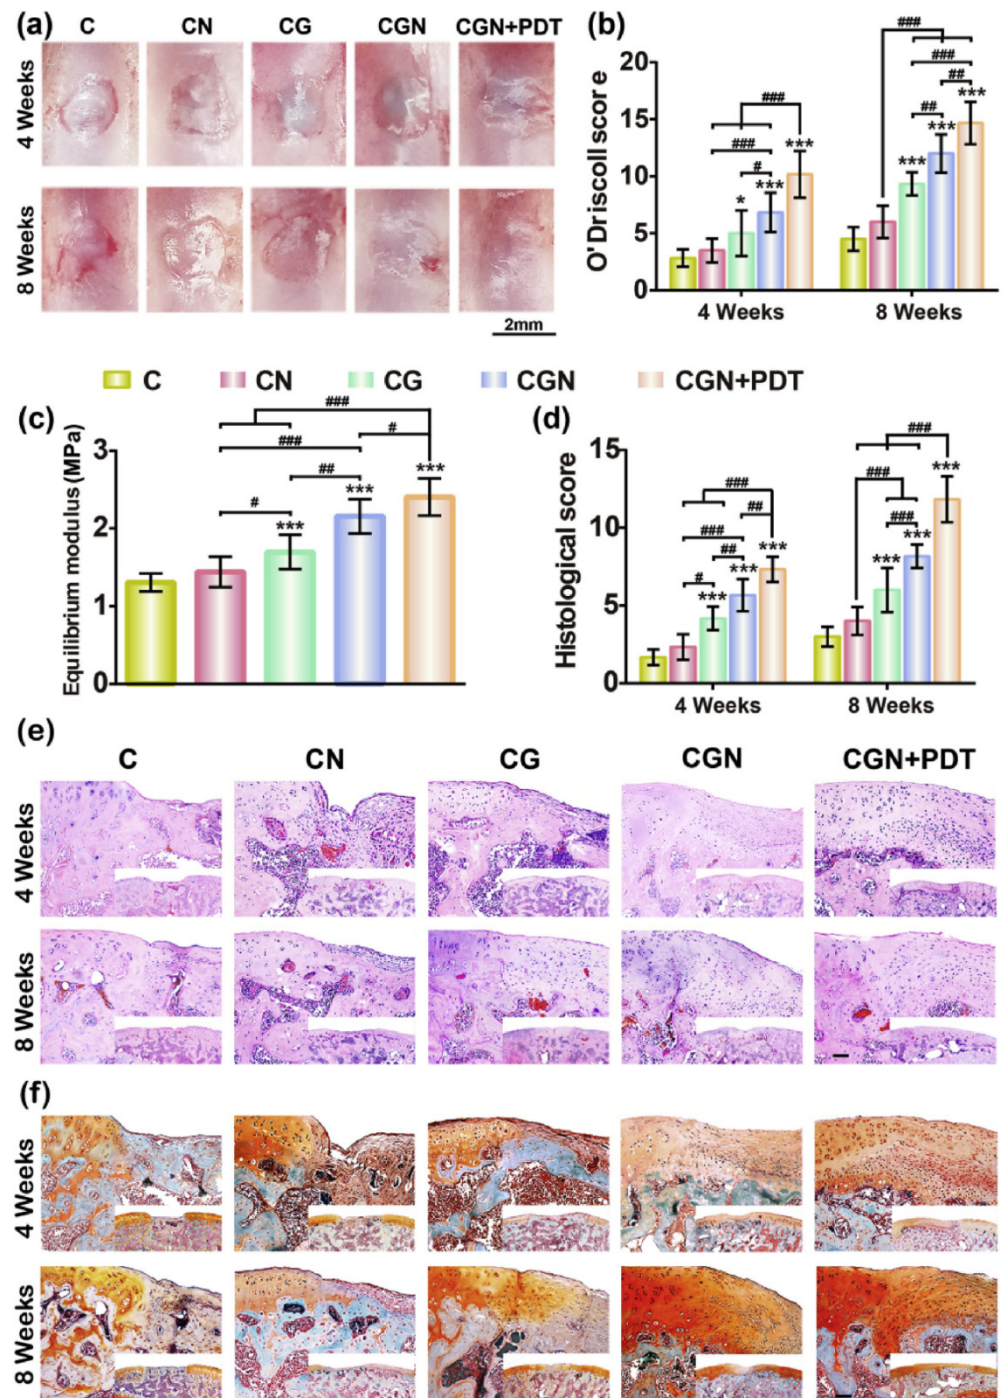 (a) C CN CG CGN CGN+PDT
4 Weeks
8 Weeks
2mm
(b)
O'Driscoll score
20
15
10
5
0
###
###
#
*
***
***
###
###
##
##
***
***
***
4 Weeks 8 Weeks
C CN CG CGN CGN+PDT
(c)
Equilibrium modulus (MPa)
3
2
1
0
###
#
###
##
#
***
***
***
(d)
Histological score
15
10
5
0
###
##
###
##
#
***
***
***
###
###
###
***
***
***
4 Weeks 8 Weeks
(e)
C CN CG CGN CGN+PDT
4 Weeks
8 Weeks
(f)
4 Weeks
8 Weeks